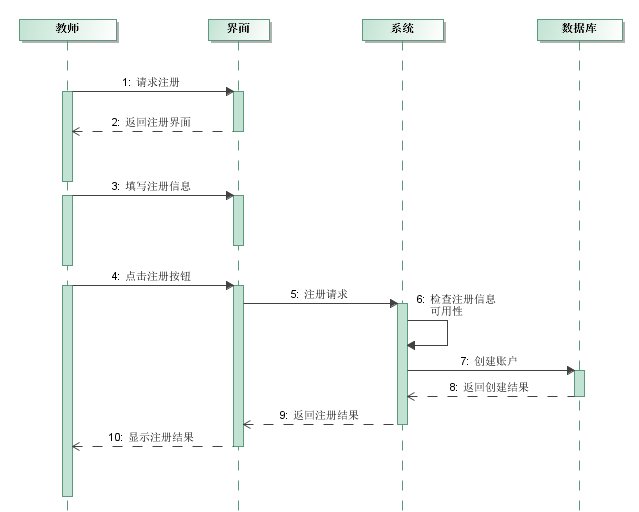 教师 界面 系统 数据库
1: 请求注册
2: 返回注册界面
3: 填写注册信息
4: 点击注册按钮
5: 注册请求
6: 检查注册信息
可用性
7: 创建账户
8: 返回创建结果
9: 返回注册结果
10: 显示注册结果